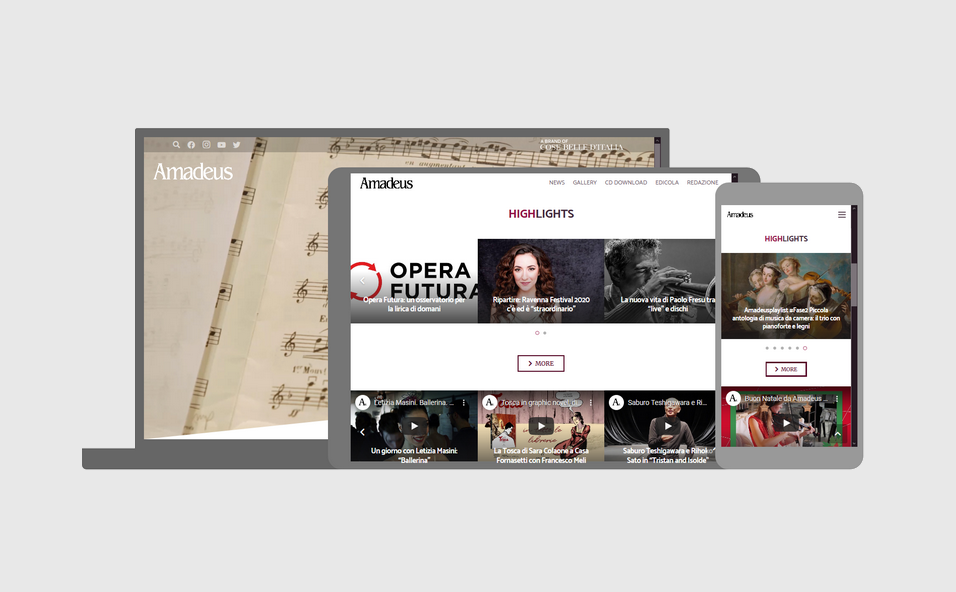 A BRAND OF
COSE BELLE D'ITALIA
Amadeus
en augm
Amadeus
NEWS GALLERY CD DOWNLOAD EDICOLA REDAZIONE
HIGHLIGHTS
OPERA
FUTURA
Opera Futura: un osservatorio per
la lirica di domani
Ripartire: Ravenna Festival 2020
c'è ed è "straordinario"
La nuova vita di Paolo Fresu tra
"live" e dischi
MORE
A. Letizia Masini. Ballerina. ...
Un giorno con Letizia Masini:
"Ballerina"
A. Tosca in graphic novel, di...
La Tosca di Sara Colaone a Casa
Fornasetti con Francesco Meli
A. Saburo Teshigawara e Ri...
Saburo Teshigawara e Rihoko
Sato in "Tristan and Isolde"
Amadeus
HIGHLIGHTS
Amadeusplaylist #Fase2 Piccola
antologia di musica da camera: il trio con
pianoforte e legni
MORE
A. Buon Natale da Amadeus ...